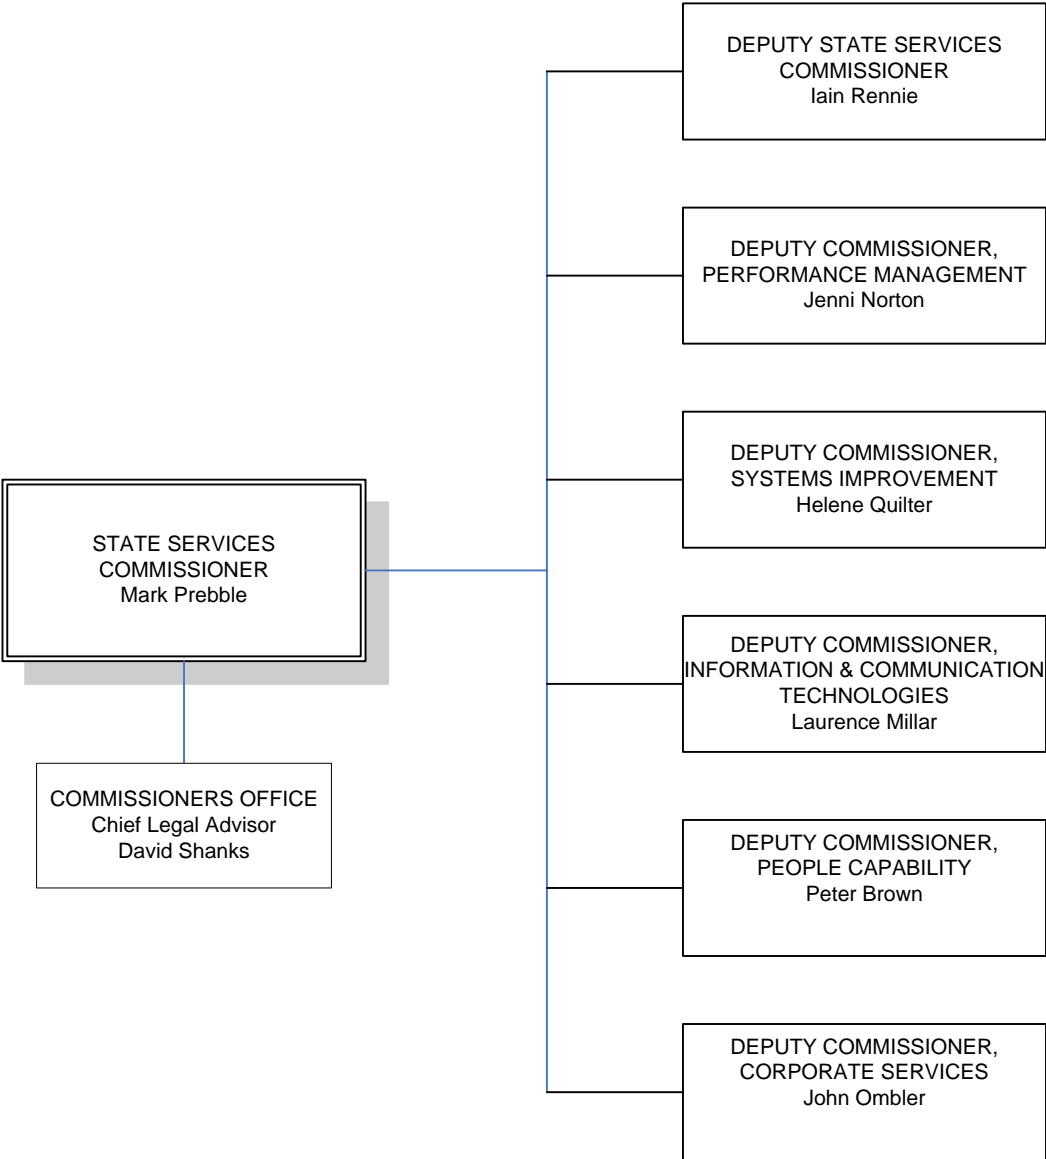 DEPUTY STATE SERVICES
COMMISSIONER
Iain Rennie
DEPUTY COMMISSIONER,
PERFORMANCE MANAGEMENT
Jenni Norton
DEPUTY COMMISSIONER,
SYSTEMS IMPROVEMENT
Helene Quilter
STATE SERVICES
COMMISSIONER
Mark Prebble
DEPUTY COMMISSIONER,
INFORMATION & COMMUNICATION
TECHNOLOGIES
Laurence Millar
COMMISSIONERS OFFICE
Chief Legal Advisor
David Shanks
DEPUTY COMMISSIONER,
PEOPLE CAPABILITY
Peter Brown
DEPUTY COMMISSIONER,
CORPORATE SERVICES
John Ombler